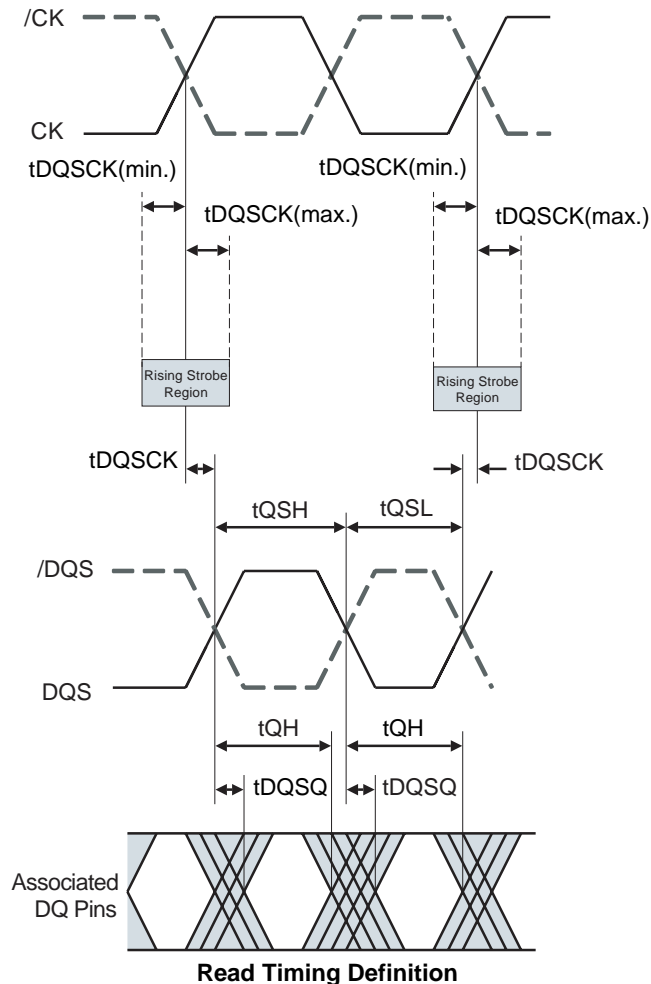 /CK
CK
tDQSCK(min.)
tDQSCK(min.)
tDQSCK(max.)
tDQSCK(max.)
Rising Strobe
Region
Rising Strobe
Region
tDQSCK
tDQSCK
tQSH
tQSL
/DQS
DQS
tQH
tQH
tDQSQ
tDQSQ
Associated
DQ Pins
Read Timing Definition